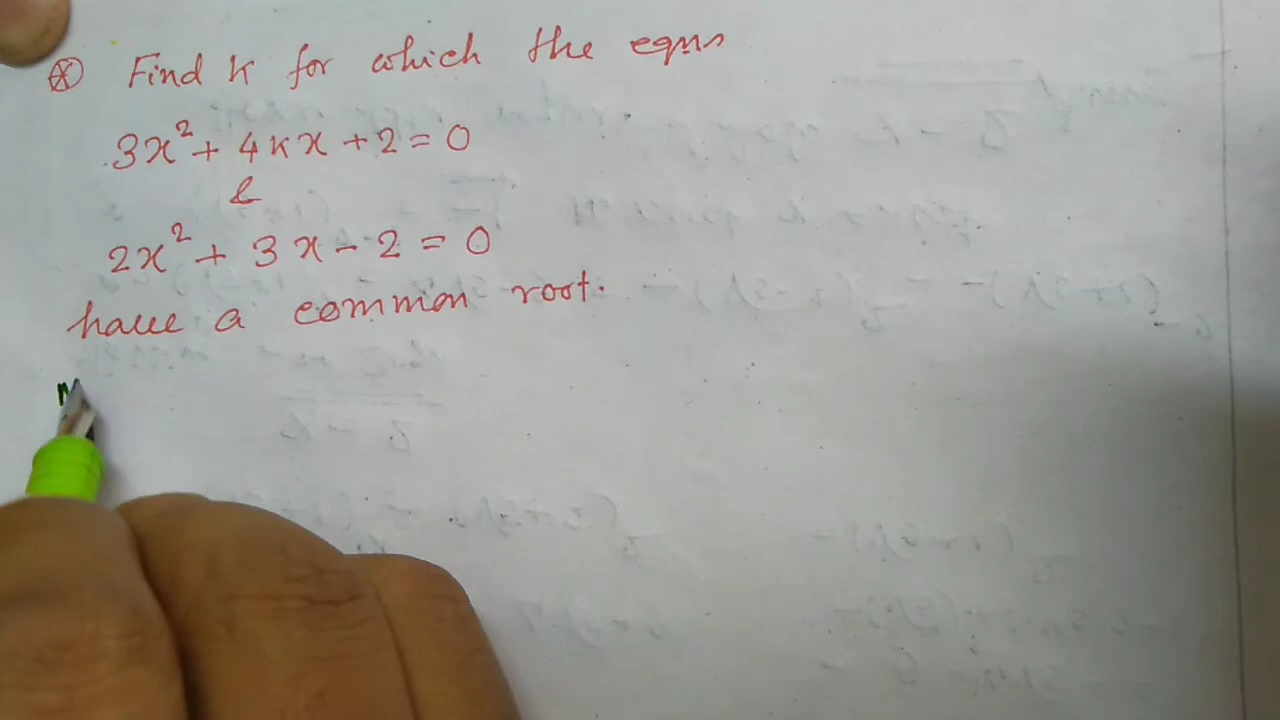 ⊛ Find K for which the eqns
3x² + 4Kx + 2 = 0
&
2x² + 3x - 2 = 0
have a common root.